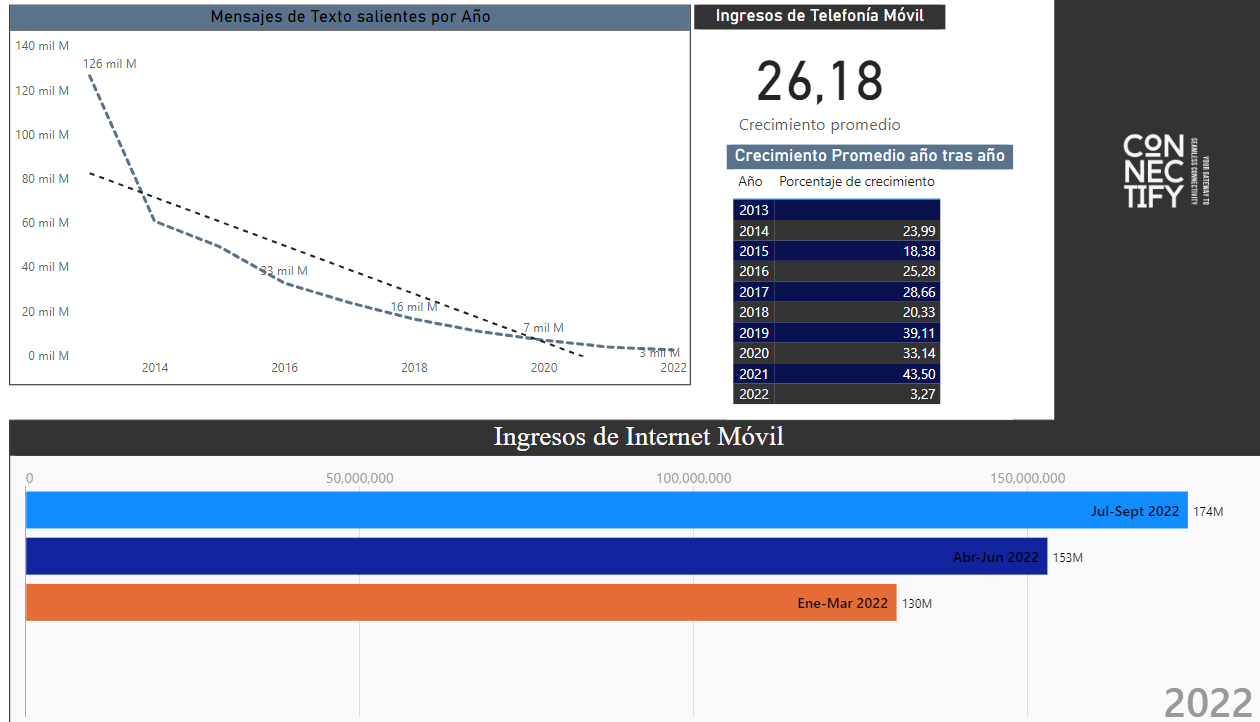 Mensajes de Texto salientes por Año
140 mil M
120 mil M
100 mil M
80 mil M
60 mil M
40 mil M
20 mil M
0 mil M
126 mil M
33 mil M
16 mil M
7 mil M
3 mil M
2014 2016 2018 2020 2022
Ingresos de Telefonía Móvil
26,18
Crecimiento promedio
Crecimiento Promedio año tras año
Año Porcentaje de crecimiento
2013
2014 23,99
2015 18,38
2016 25,28
2017 28,66
2018 20,33
2019 39,11
2020 33,14
2021 43,50
2022 3,27
CONNECTIFY
YOUR GATEWAY TO
SEAMLESS CONNECTIVITY
Ingresos de Internet Móvil
0 50,000,000 100,000,000 150,000,000
Jul-Sept 2022 174M
Abr-Jun 2022 153M
Ene-Mar 2022 130M
2022